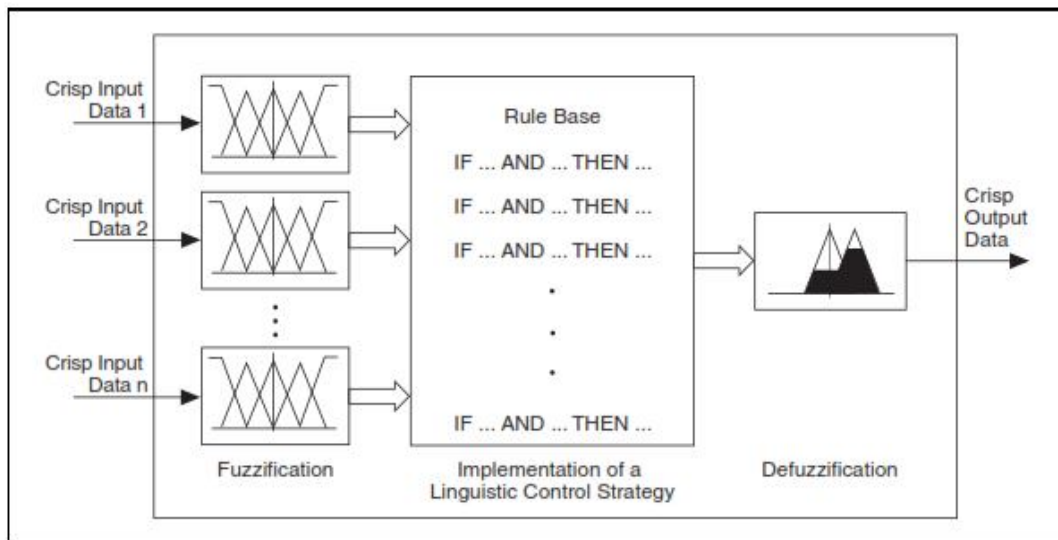 Crisp Input
Data 1
Crisp Input
Data 2
Crisp Input
Data n
Fuzzification
Rule Base
IF ... AND ... THEN ...
IF ... AND ... THEN ...
IF ... AND ... THEN ...
IF ... AND ... THEN ...
Implementation of a
Linguistic Control Strategy
Defuzzification
Crisp
Output
Data